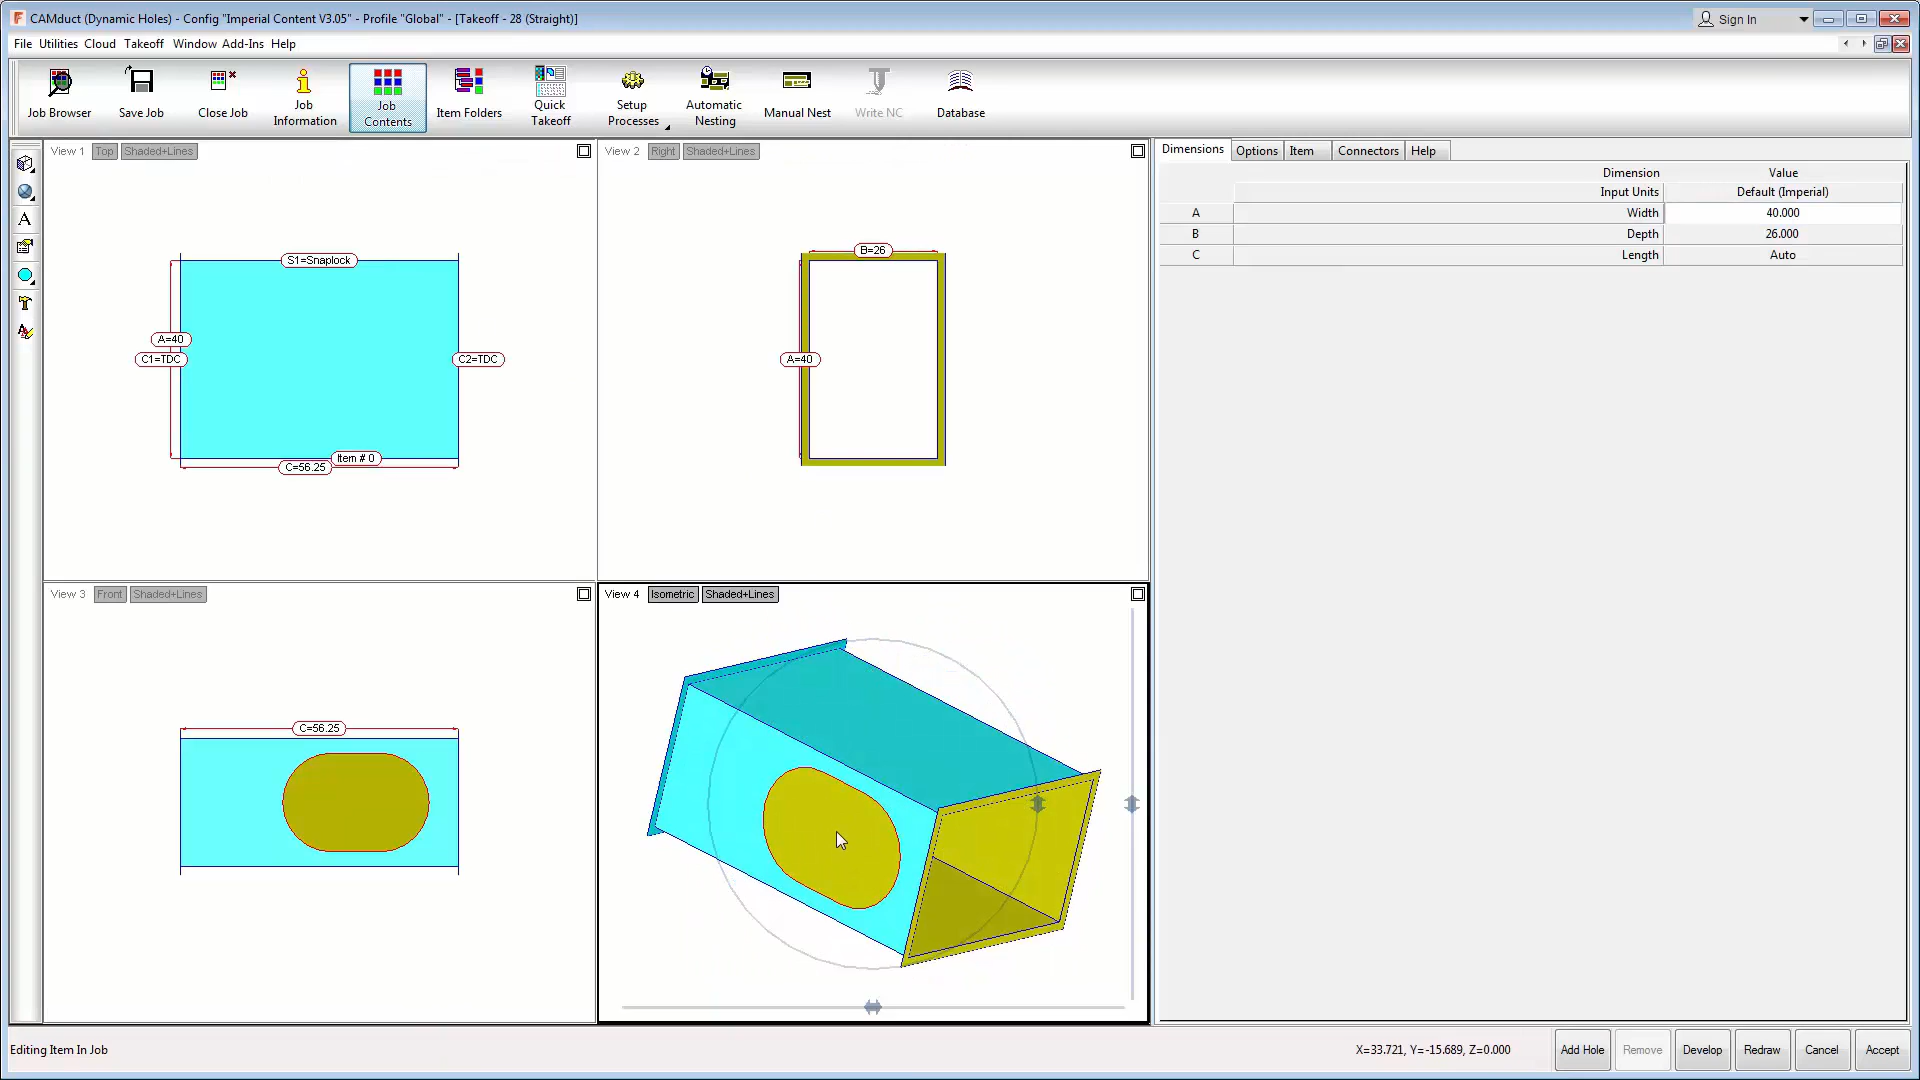 CAMduct (Dynamic Holes) - Config "Imperial Content V3.05" - Profile "Global" - [Takeoff - 28 (Straight)]
Sign In
File Utilities Cloud Takeoff Window Add-Ins Help
Job Browser
Save Job
Close Job
Job Information
Job Contents
Item Folders
Quick Takeoff
Setup Processes
Automatic Nesting
Manual Nest
Write NC
Database
View 1 Top Shaded+Lines
S1=Snaplock
A=40
C1=TDC
C2=TDC
Item # 0
C=56.25
View 2 Right Shaded+Lines
B=26
A=40
View 3 Front Shaded+Lines
C=56.25
View 4 Isometric Shaded+Lines
Dimensions Options Item Connectors Help
Dimension Value
Input Units Default (Imperial)
A Width 40.000
B Depth 26.000
C Length Auto
Editing Item In Job
X=33.721, Y=-15.689, Z=0.000
Add Hole Remove Develop Redraw Cancel Accept